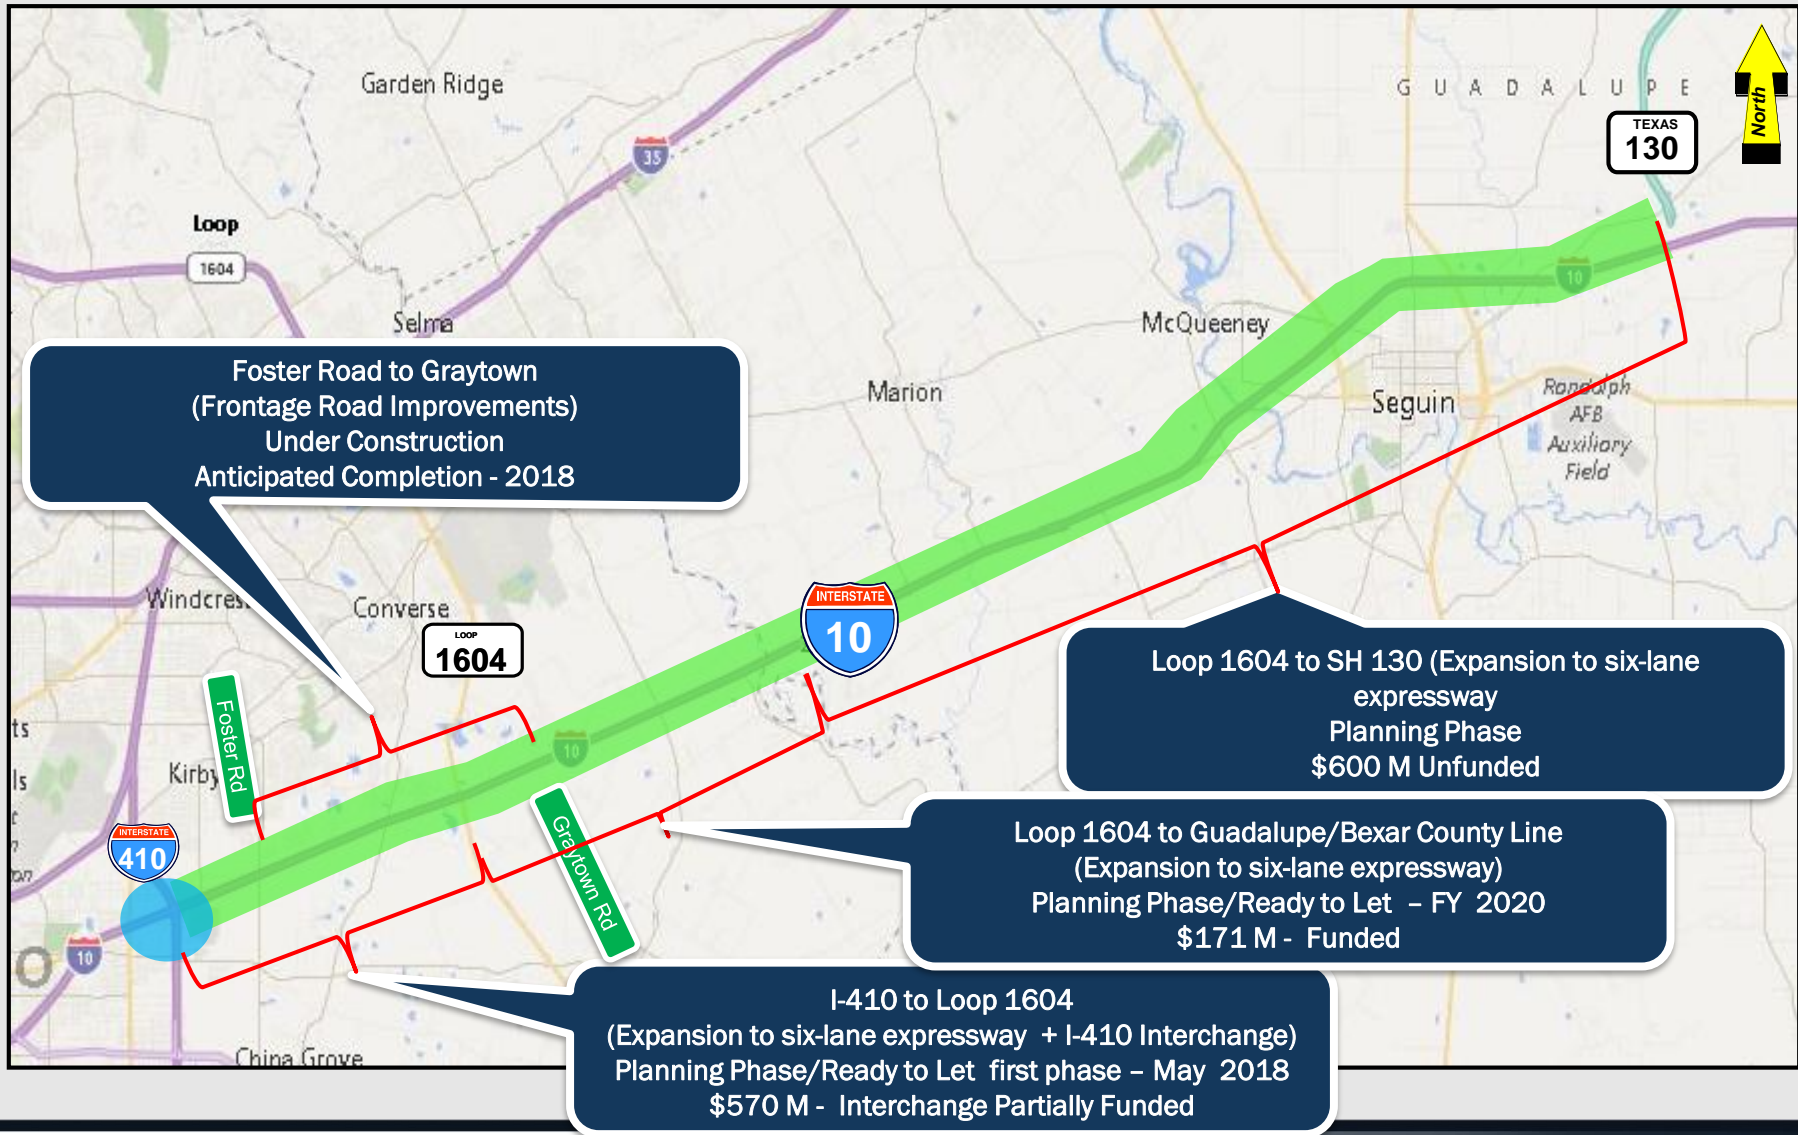 Garden Ridge
G U A D A L U P E
North
TEXAS
130
35
Loop
1604
10
Selma
McQueeney
Foster Road to Graytown
(Frontage Road Improvements)
Under Construction
Anticipated Completion - 2018
Marion
Seguin
Randolph
AFB
Auxiliary
Field
Windcrest
Converse
LOOP
1604
INTERSTATE
10
Loop 1604 to SH 130 (Expansion to six-lane
expressway
Planning Phase
$600 M Unfunded
Foster Rd
ts
10
Kirby
ls
INTERSTATE
410
Graytown Rd
Loop 1604 to Guadalupe/Bexar County Line
(Expansion to six-lane expressway)
Planning Phase/Ready to Let – FY 2020
$171 M - Funded
on
O
10
I-410 to Loop 1604
(Expansion to six-lane expressway + I-410 Interchange)
Planning Phase/Ready to Let first phase – May 2018
$570 M - Interchange Partially Funded
China Grove